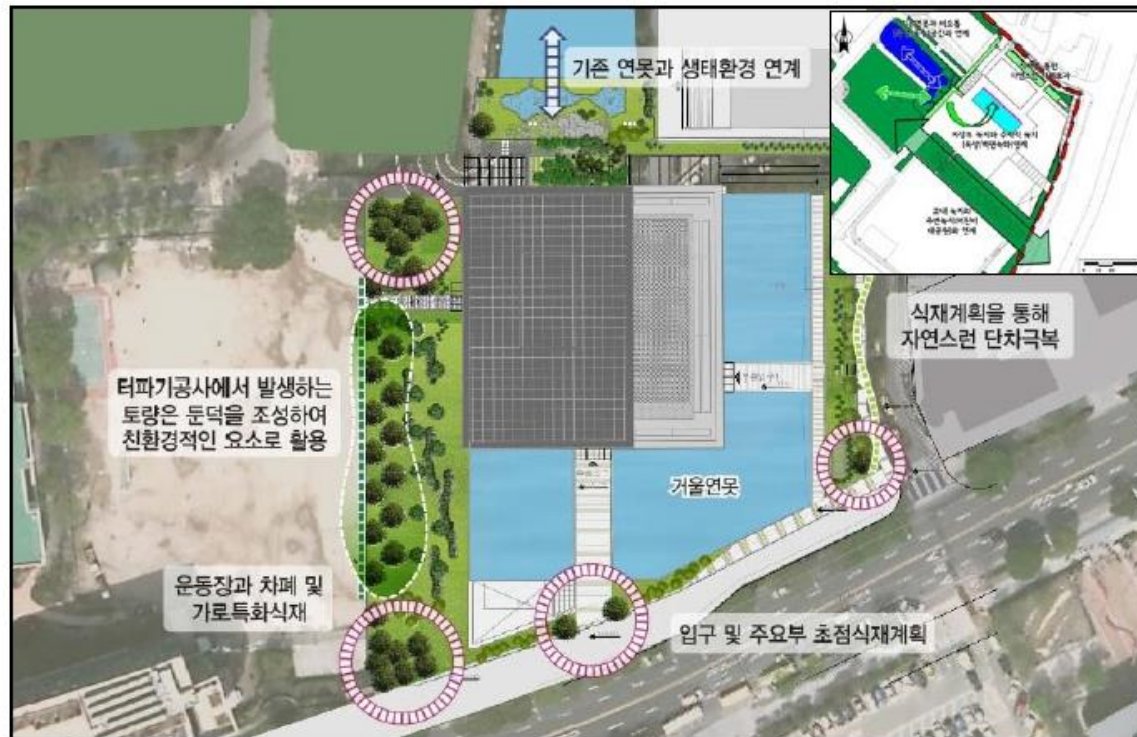 기존 연못과 생태환경 연계
식재계획을 통해
자연스런 단차극복
터파기공사에서 발생하는
토량은 둔덕을 조성하여
친환경적인 요소로 활용
거울연못
운동장과 차폐 및
가로특화식재
입구 및 주요부 초점식재계획